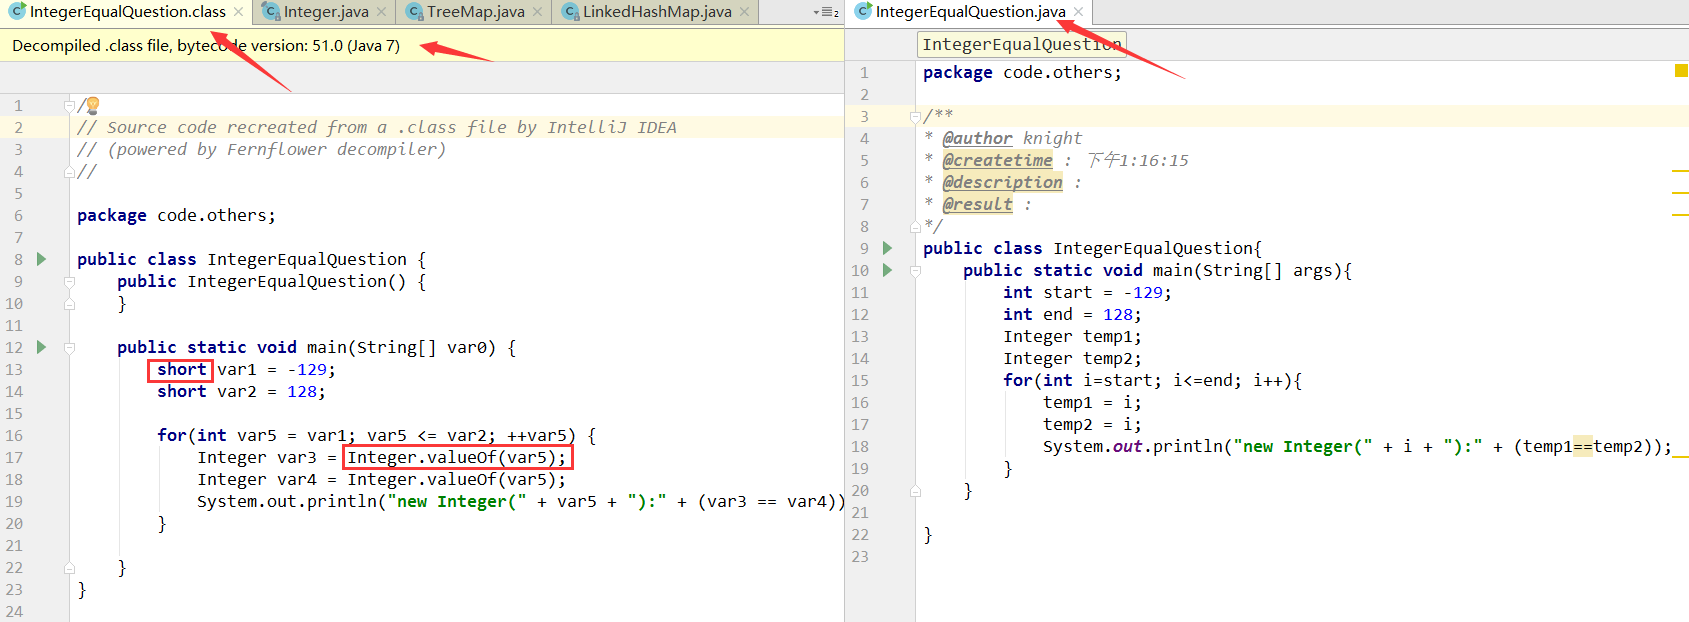 IntegerEqualQuestion.class
Integer.java
TreeMap.java
LinkedHashMap.java
2
Decompiled .class file, bytecode version: 51.0 (Java 7)
1 /
2 // Source code recreated from a .class file by IntelliJ IDEA
3 // (powered by Fernflower decompiler)
4 //
5
6 package code.others;
7
8 public class IntegerEqualQuestion {
9 public IntegerEqualQuestion() {
10 }
11
12 public static void main(String[] var0) {
13 short var1 = -129;
14 short var2 = 128;
15
16 for(int var5 = var1; var5 <= var2; ++var5) {
17 Integer var3 = Integer.valueOf(var5);
18 Integer var4 = Integer.valueOf(var5);
19 System.out.println("new Integer(" + var5 + "):" + (var3 == var4))
20 }
21
22 }
23 }
24
IntegerEqualQuestion.java
IntegerEqualQuestion
1 package code.others;
2
3 /**
4 * @author knight
5 * @createtime : 下午1:16:15
6 * @description :
7 * @result :
8 */
9 public class IntegerEqualQuestion{
10 public static void main(String[] args){
11 int start = -129;
12 int end = 128;
13 Integer temp1;
14 Integer temp2;
15 for(int i=start; i<=end; i++){
16 temp1 = i;
17 temp2 = i;
18 System.out.println("new Integer(" + i + "):" + (temp1==temp2));
19 }
20 }
21
22 }
23